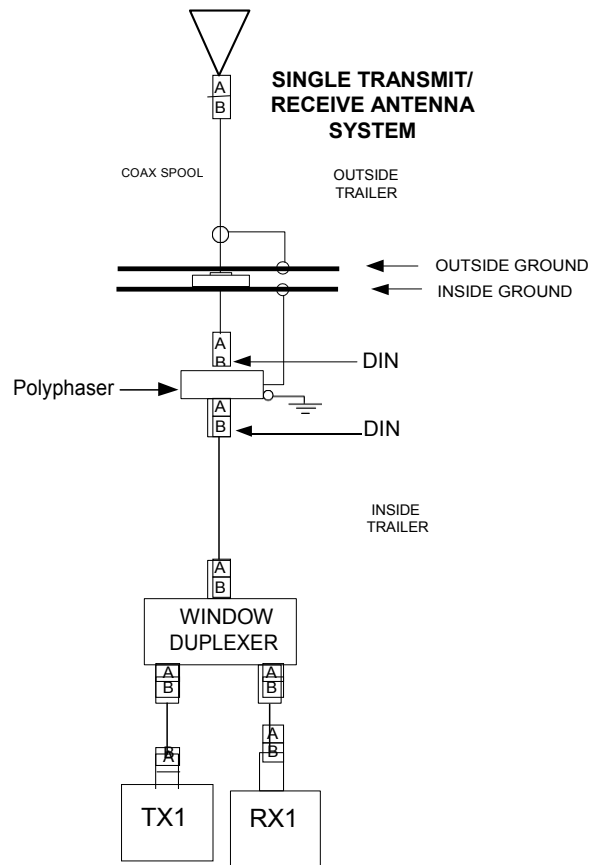 A
B
SINGLE TRANSMIT/
RECEIVE ANTENNA
SYSTEM
COAX SPOOL
OUTSIDE
TRAILER
OUTSIDE GROUND
INSIDE GROUND
A
B
DIN
Polyphaser
A
B
DIN
INSIDE
TRAILER
A
B
WINDOW
DUPLEXER
A
B
A
B
B
A
A
B
TX1
RX1